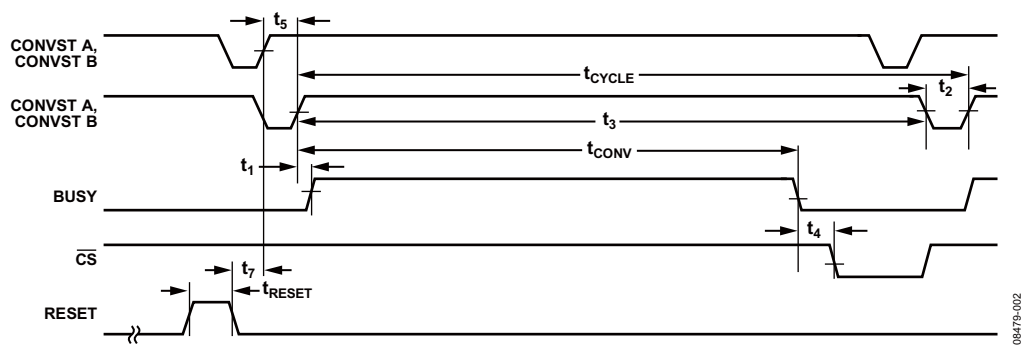 t5
CONVST A,
CONVST B
tCYCLE
t2
CONVST A,
CONVST B
t3
tCONV
t1
BUSY
t4
CS
t7
tRESET
RESET
08479-002